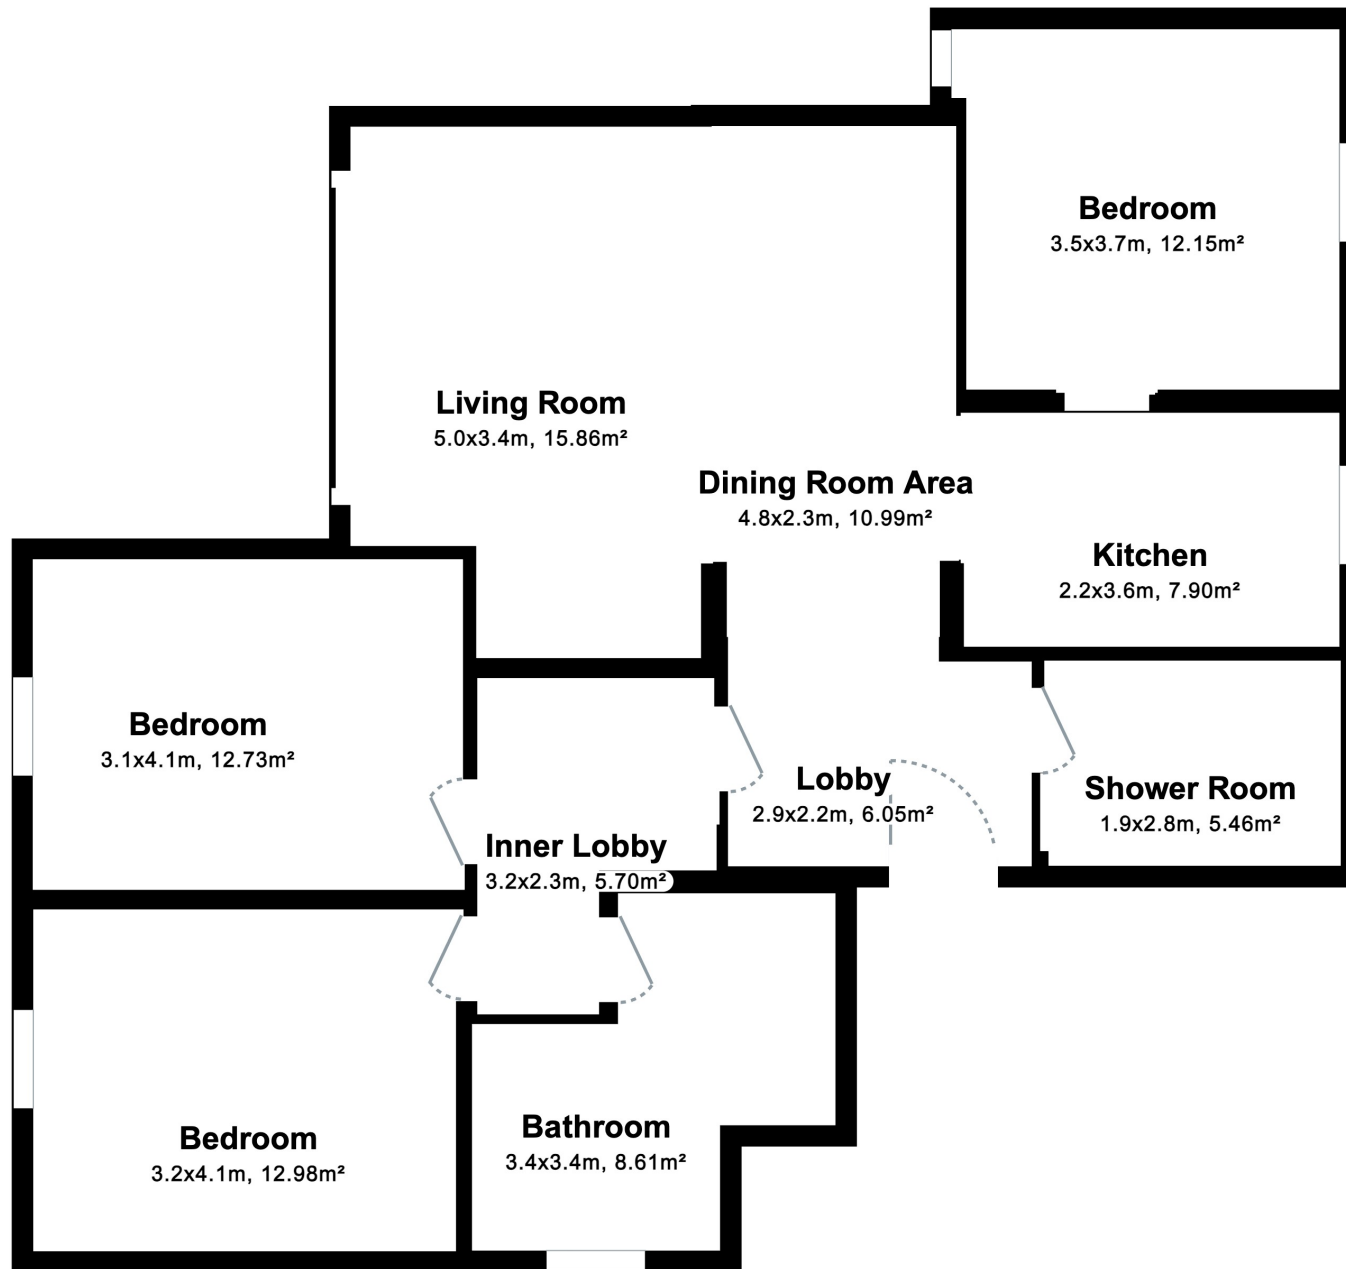 Bedroom
3.5x3.7m, 12.15m²
Living Room
5.0x3.4m, 15.86m²
Dining Room Area
4.8x2.3m, 10.99m²
Kitchen
2.2x3.6m, 7.90m²
Bedroom
3.1x4.1m, 12.73m²
Lobby
2.9x2.2m, 6.05m²
Shower Room
1.9x2.8m, 5.46m²
Inner Lobby
3.2x2.3m, 5.70m²
Bedroom
3.2x4.1m, 12.98m²
Bathroom
3.4x3.4m, 8.61m²